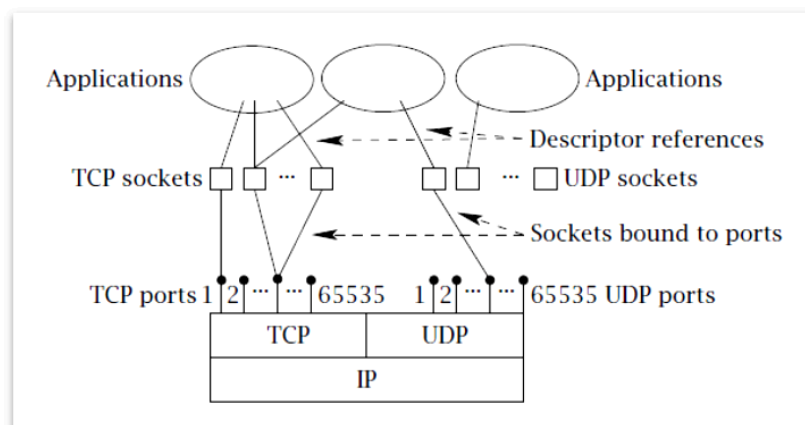 Applications Applications
Descriptor references
TCP sockets ... ... UDP sockets
Sockets bound to ports
TCP ports 1 2 ... ... 65535 1 2 ... ... 65535 UDP ports
TCP UDP
IP